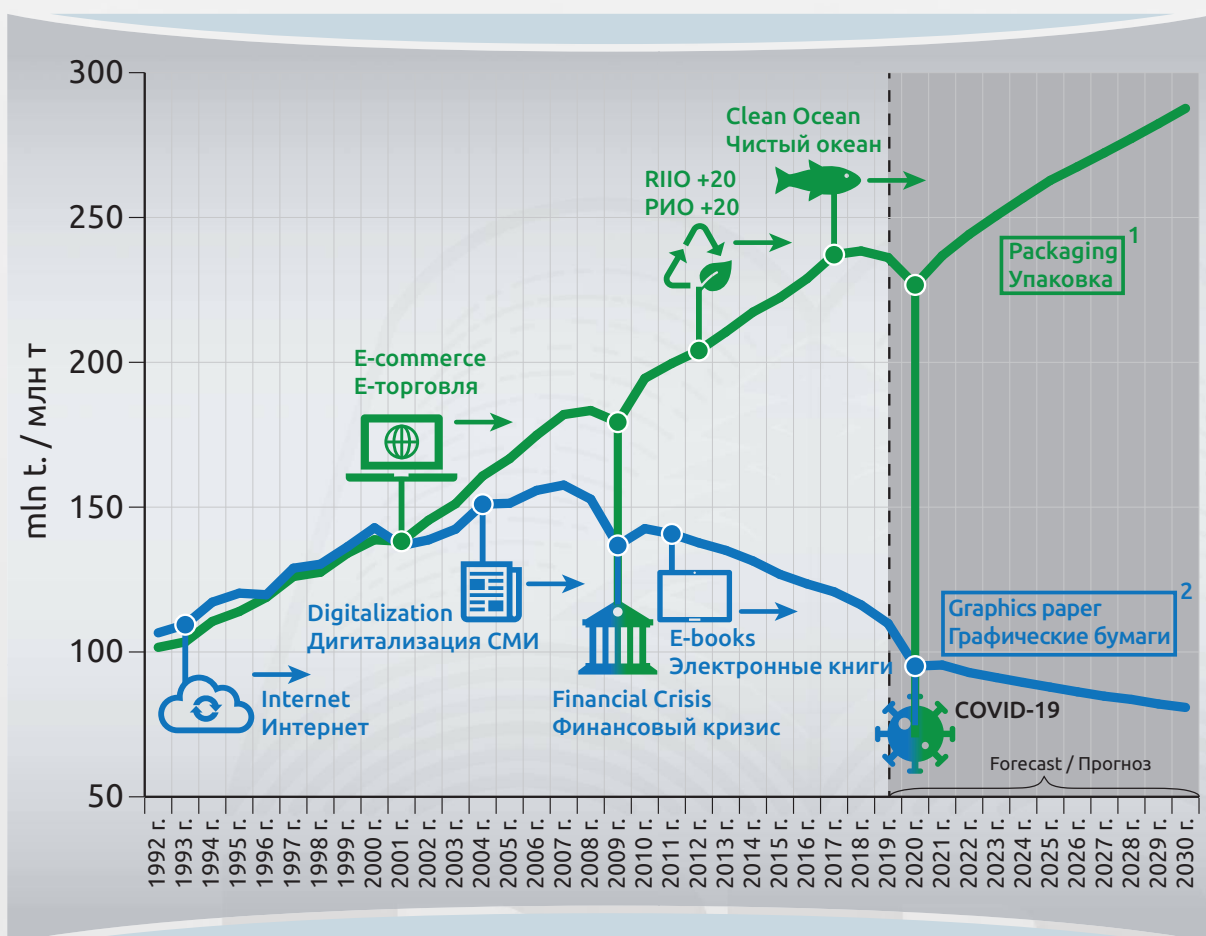 mln t. / млн т
300
250
200
150
100
50
Clean Ocean
Чистый океан
RIIO +20
РИО +20
Packaging 1
Упаковка
E-commerce
Е-торговля
Digitalization
Дигитализация СМИ
Internet
Интернет
Financial Crisis
Финансовый кризис
E-books
Электронные книги
Graphics paper 2
Графические бумаги
COVID-19
Forecast / Прогноз
1992 г.
1993 г.
1994 г.
1995 г.
1996 г.
1997 г.
1998 г.
1999 г.
2000 г.
2001 г.
2002 г.
2003 г.
2004 г.
2005 г.
2006 г.
2007 г.
2008 г.
2009 г.
2010 г.
2011 г.
2012 г.
2013 г.
2014 г.
2015 г.
2016 г.
2017 г.
2018 г.
2019 г.
2020 г.
2021 г.
2022 г.
2023 г.
2024 г.
2025 г.
2026 г.
2027 г.
2028 г.
2029 г.
2030 г.